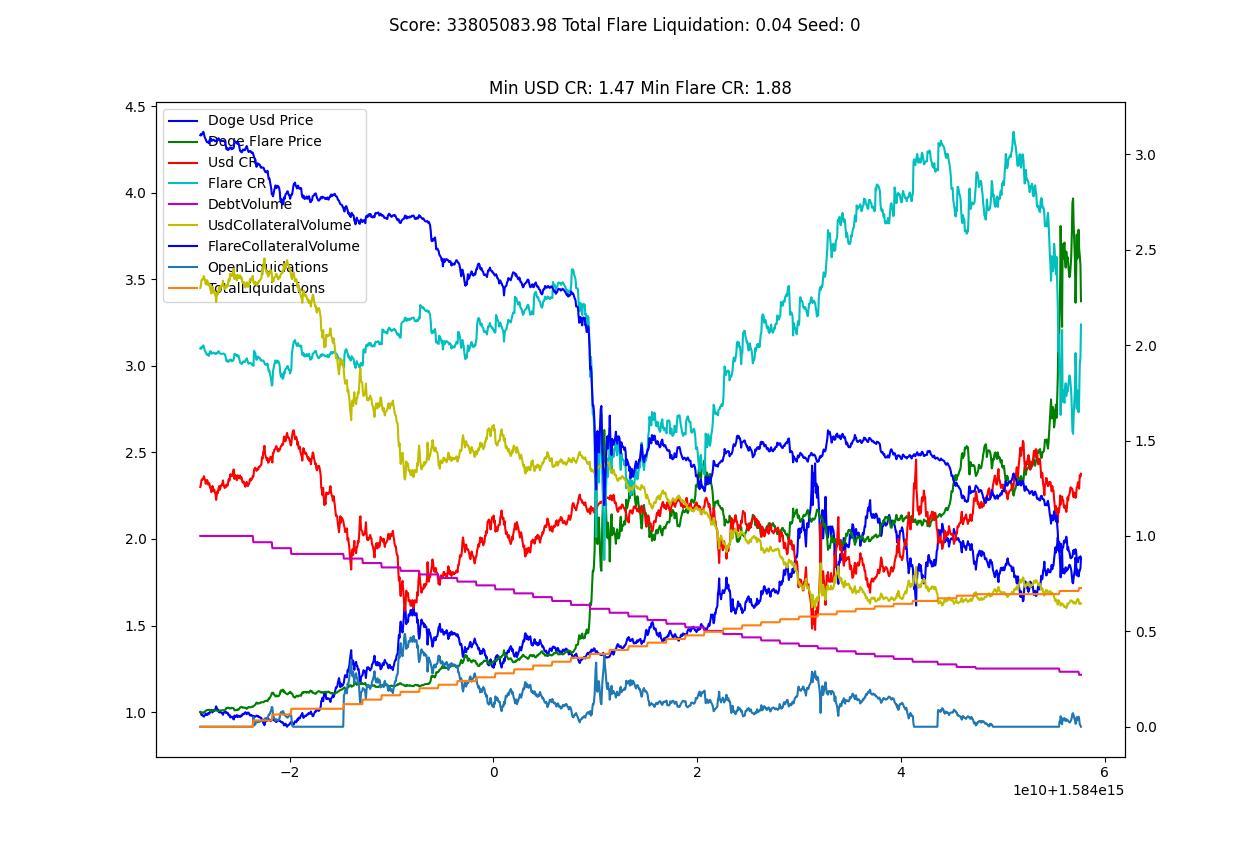 Score: 33805083.98 Total Flare Liquidation: 0.04 Seed: 0
Min USD CR: 1.47 Min Flare CR: 1.88
Doge Usd Price
Doge Flare Price
Usd CR
Flare CR
DebtVolume
UsdCollateralVolume
FlareCollateralVolume
OpenLiquidations
TotalLiquidations
4.5
4.0
3.5
3.0
2.5
2.0
1.5
1.0
3.0
2.5
2.0
1.5
1.0
0.5
0.0
−2 0 2 4 6
1e10+1.584e15